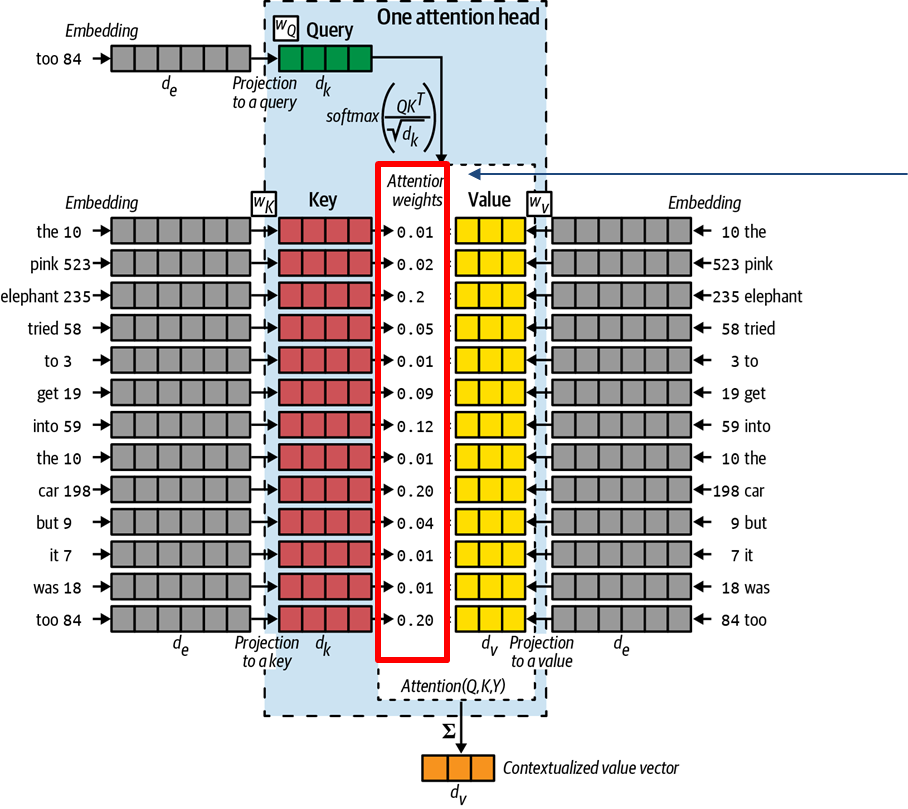 One attention head
Embedding
W_Q Query
too 84
d_e
Projection
to a query
d_k
softmax(QK^T / √d_k)
Attention
weights
Embedding
W_K
Key
Value
W_V
Embedding
the 10 0.01 10 the
pink 523 0.02 523 pink
elephant 235 0.2 235 elephant
tried 58 0.05 58 tried
to 3 0.01 3 to
get 19 0.09 19 get
into 59 0.12 59 into
the 10 0.01 10 the
car 198 0.20 198 car
but 9 0.04 9 but
it 7 0.01 7 it
was 18 0.01 18 was
too 84 0.20 84 too
d_e
Projection
to a key
d_k
d_v
Projection
to a value
d_e
Attention(Q,K,Y)
Σ
Contextualized value vector
d_v